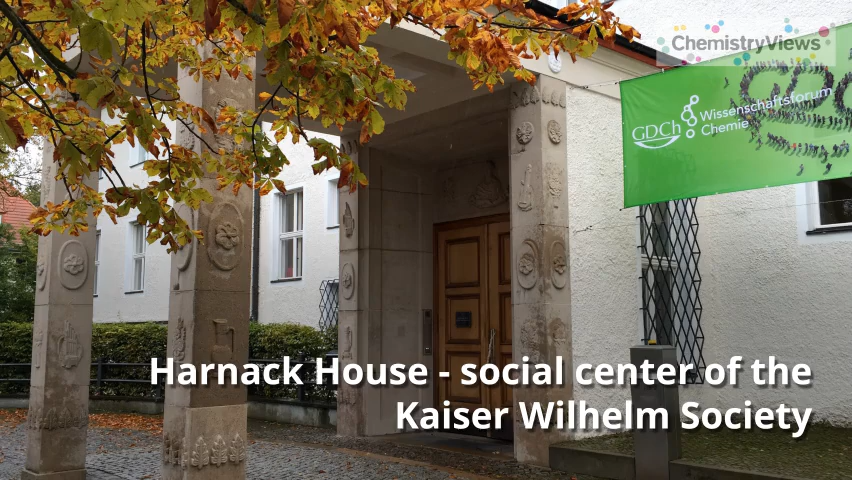 ChemistryViews
GDCh
Wissenschaftsforum
Chemie
Harnack House - social center of the
Kaiser Wilhelm Society